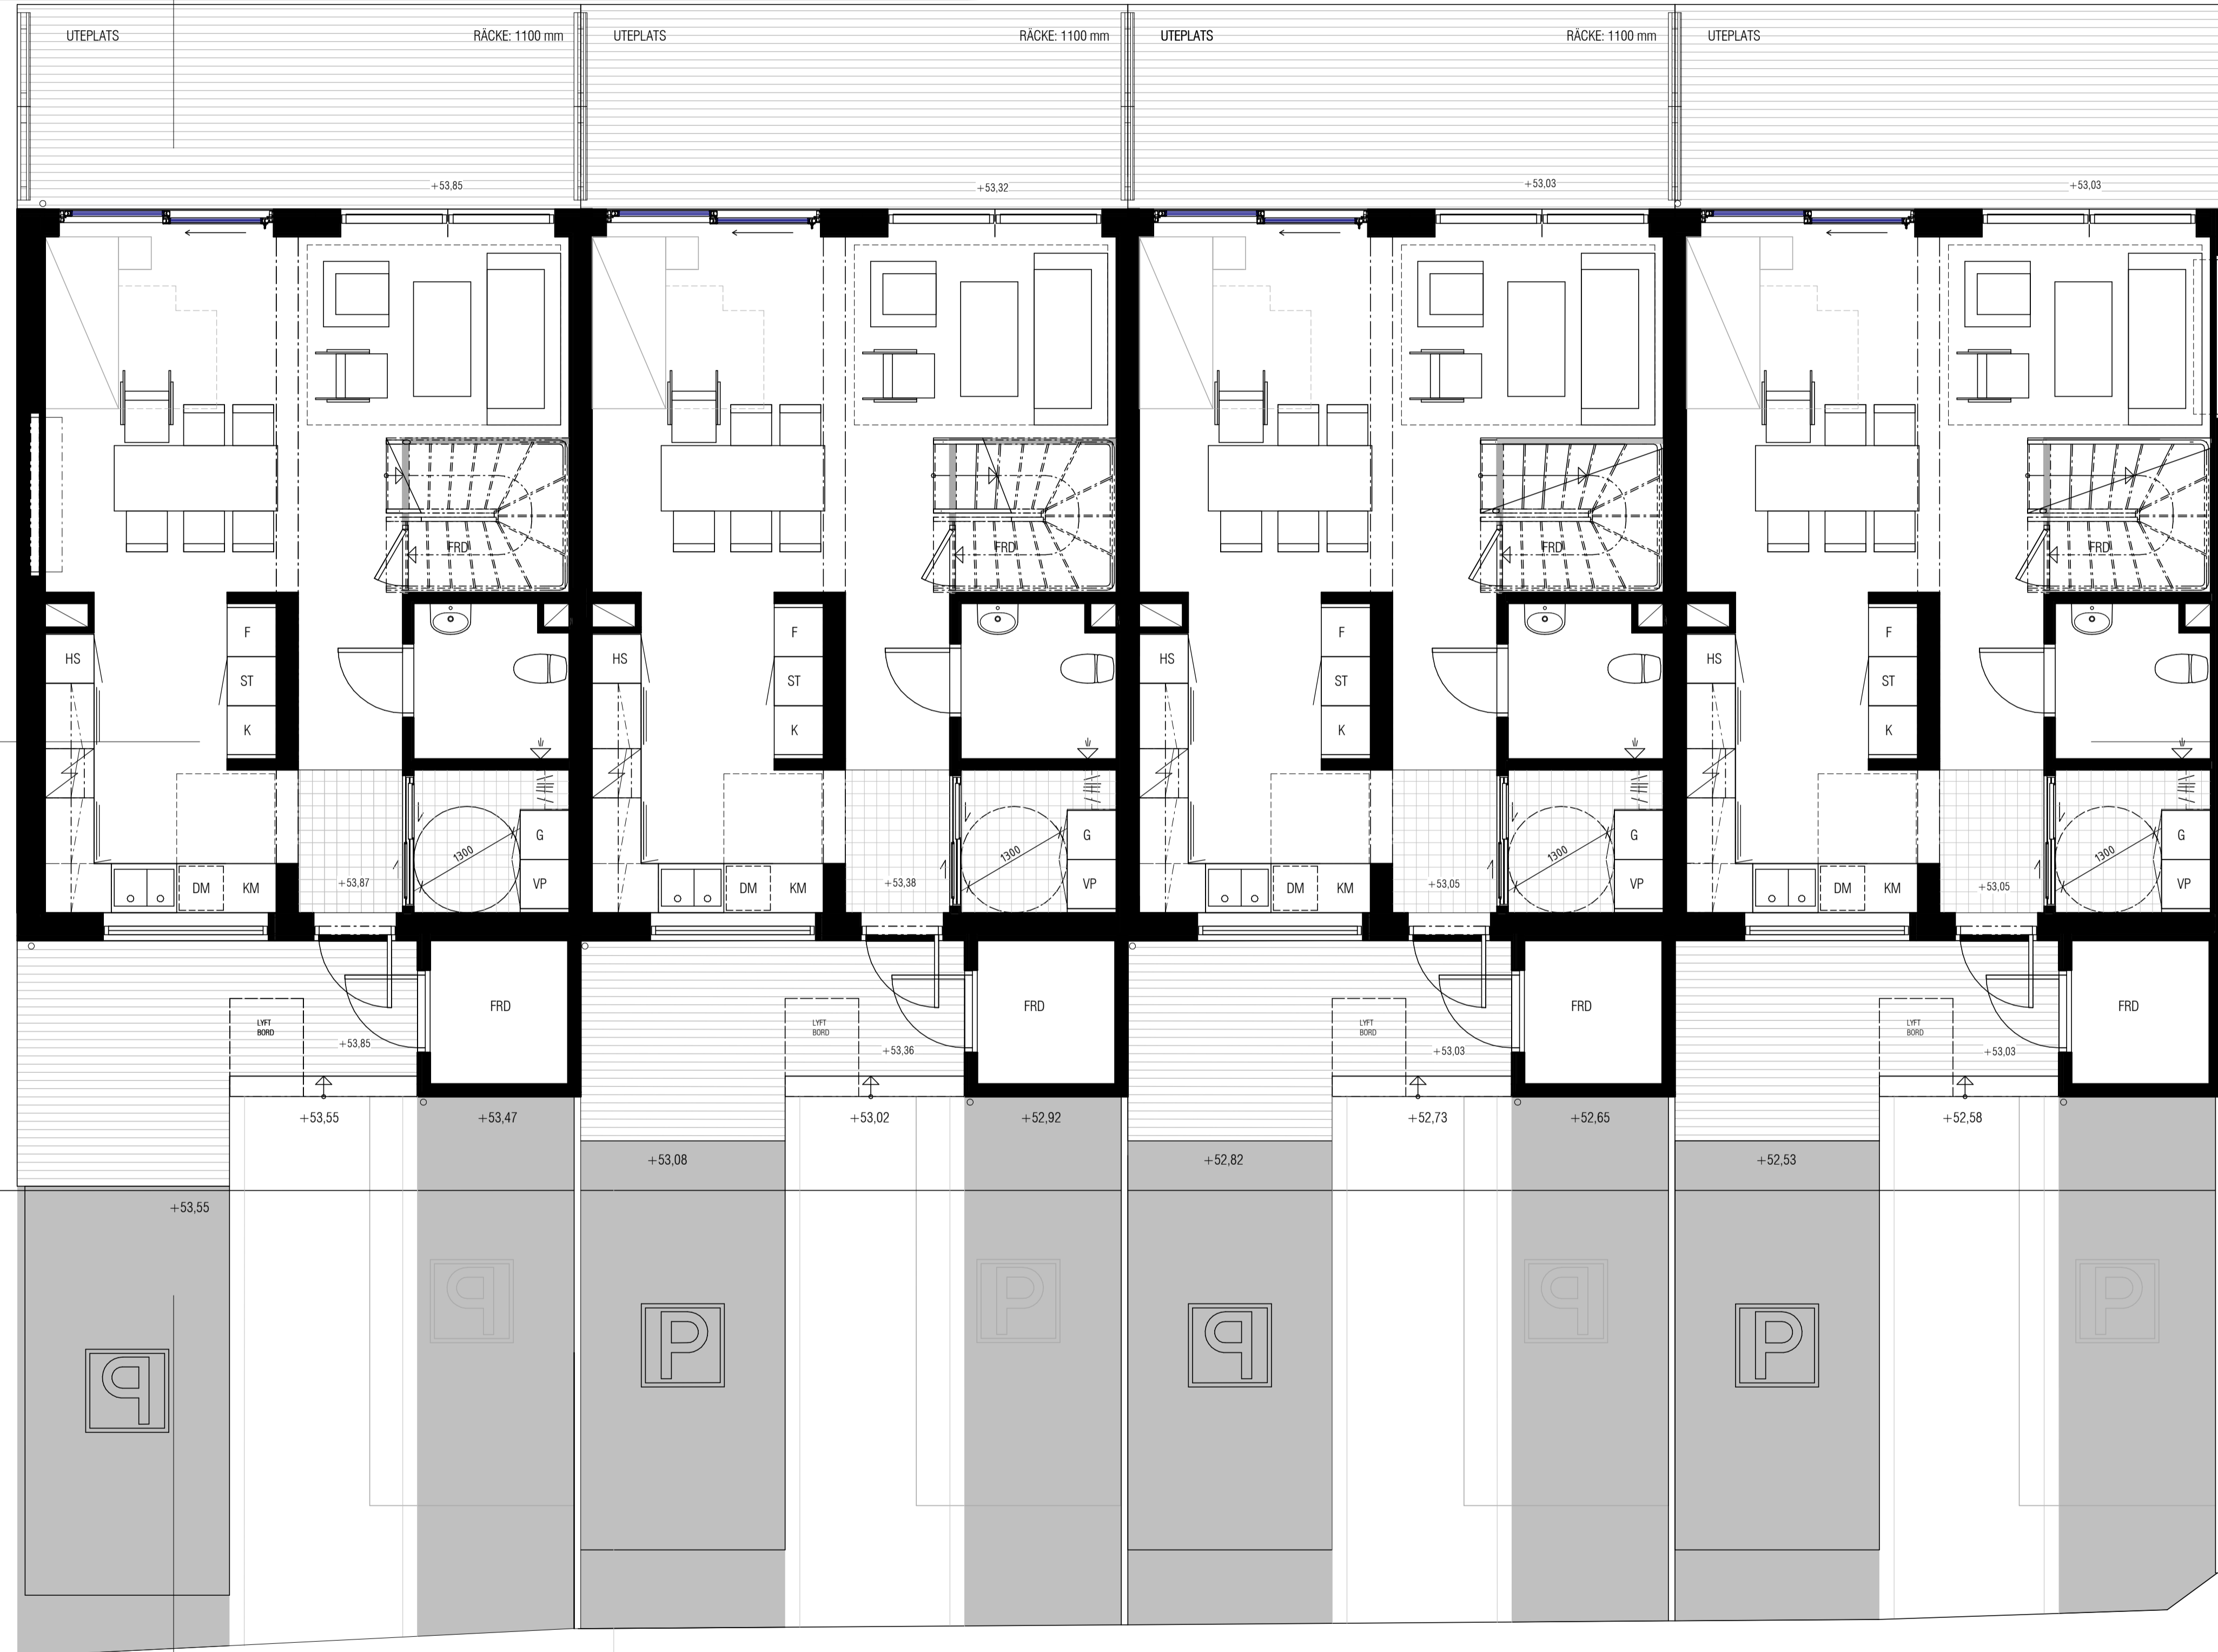 UTEPLATS RÄCKE: 1100 mm UTEPLATS RÄCKE: 1100 mm UTEPLATS RÄCKE: 1100 mm UTEPLATS
+53,85 +53,32 +53,03 +53,03
FRD FRD FRD FRD
F F F F
HS HS HS HS
ST ST ST ST
K K K K
G G G G
1300 1300 1300 1300
+53,87 +53,38 +53,05 +53,05
VP VP VP VP
DM KM DM KM DM KM DM KM
FRD FRD FRD FRD
LYFT LYFT LYFT LYFT
BORD BORD BORD BORD
+53,85 +53,36 +53,03 +53,03
+53,55 +53,47 +53,02 +52,92 +52,73 +52,65 +52,58
+53,08 +52,82 +52,53
+53,55
P P P P
P P P P